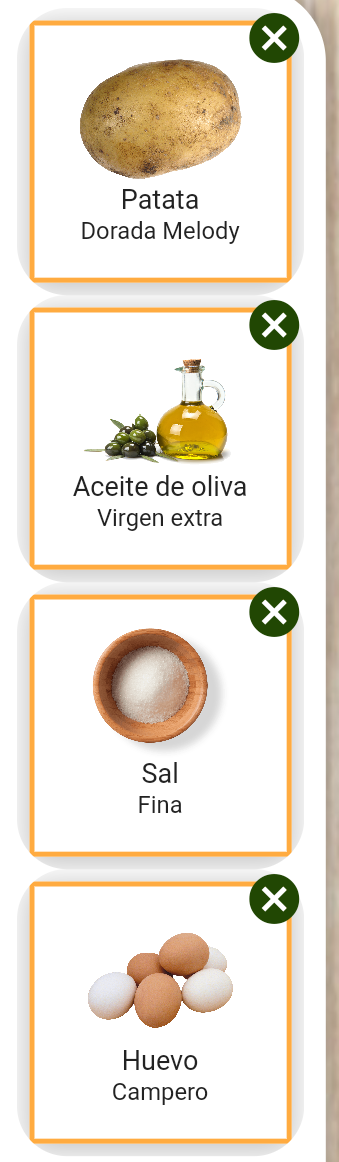 Patata
Dorada Melody
Aceite de oliva
Virgen extra
Sal
Fina
Huevo
Campero